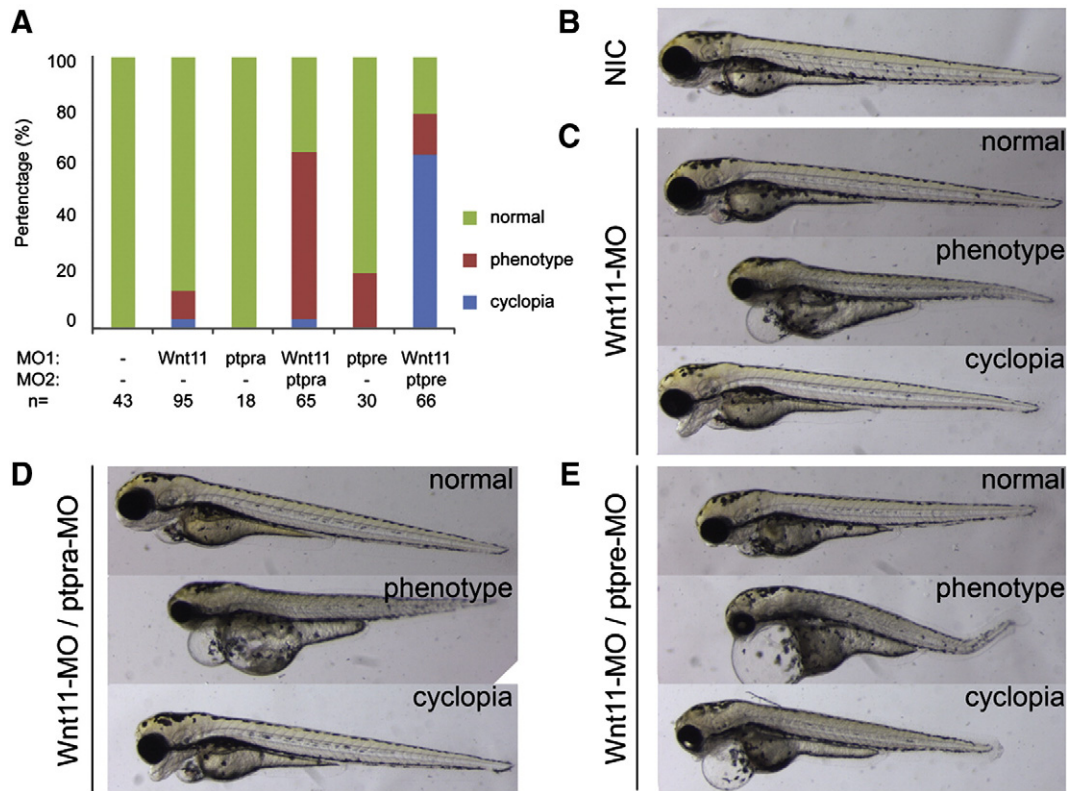 A
100
80
60
40
20
0
Pertenctage (%)
normal
phenotype
cyclopia
MO1: - Wnt11 ptpra Wnt11 ptpre Wnt11
MO2: - - - ptpra - ptpre
n= 43 95 18 65 30 66
B
NIC
C
Wnt11-MO
normal
phenotype
cyclopia
D
Wnt11-MO / ptpra-MO
normal
phenotype
cyclopia
E
Wnt11-MO / ptpre-MO
normal
phenotype
cyclopia